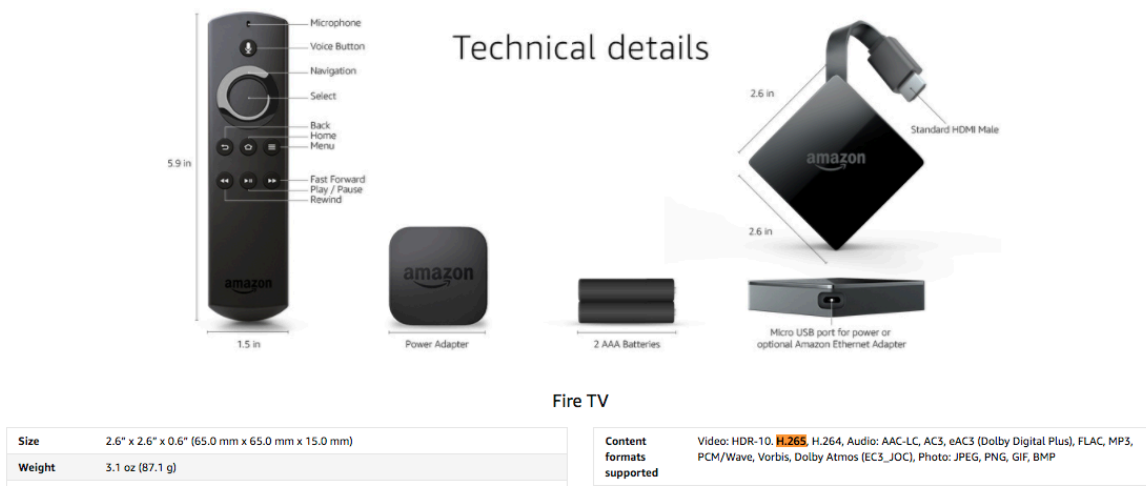 Technical details
Microphone
Voice Button
Navigation
Select
Back
Home
Menu
Fast Forward
Play / Pause
Rewind
5.9 in
1.5 in
amazon
amazon
Power Adapter
2 AAA Batteries
2.6 in
Standard HDMI Male
amazon
2.6 in
Micro USB port for power or
optional Amazon Ethernet Adapter
Fire TV
Size 2.6" x 2.6" x 0.6" (65.0 mm x 65.0 mm x 15.0 mm)
Weight 3.1 oz (87.1 g)
Content
formats
supported
Video: HDR-10. H.265, H.264, Audio: AAC-LC, AC3, eAC3 (Dolby Digital Plus), FLAC, MP3,
PCM/Wave, Vorbis, Dolby Atmos (EC3_JOC), Photo: JPEG, PNG, GIF, BMP